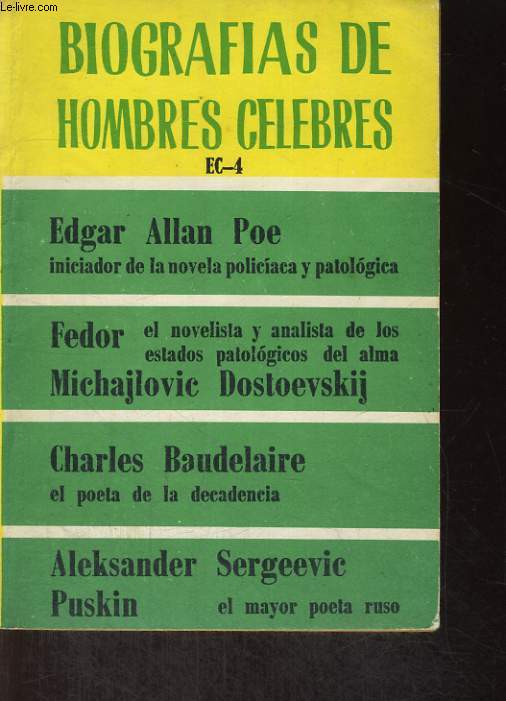 Le-livre.com
BIOGRAFIAS DE
HOMBRES CELEBRES
EC-4
Edgar Allan Poe
iniciador de la novela policíaca y patológica
Fedor el novelista y analista de los
estados patológicos del alma
Michajlovic Dostoevskij
Charles Baudelaire
el poeta de la decadencia
Aleksander Sergeevic
Puskin el mayor poeta ruso